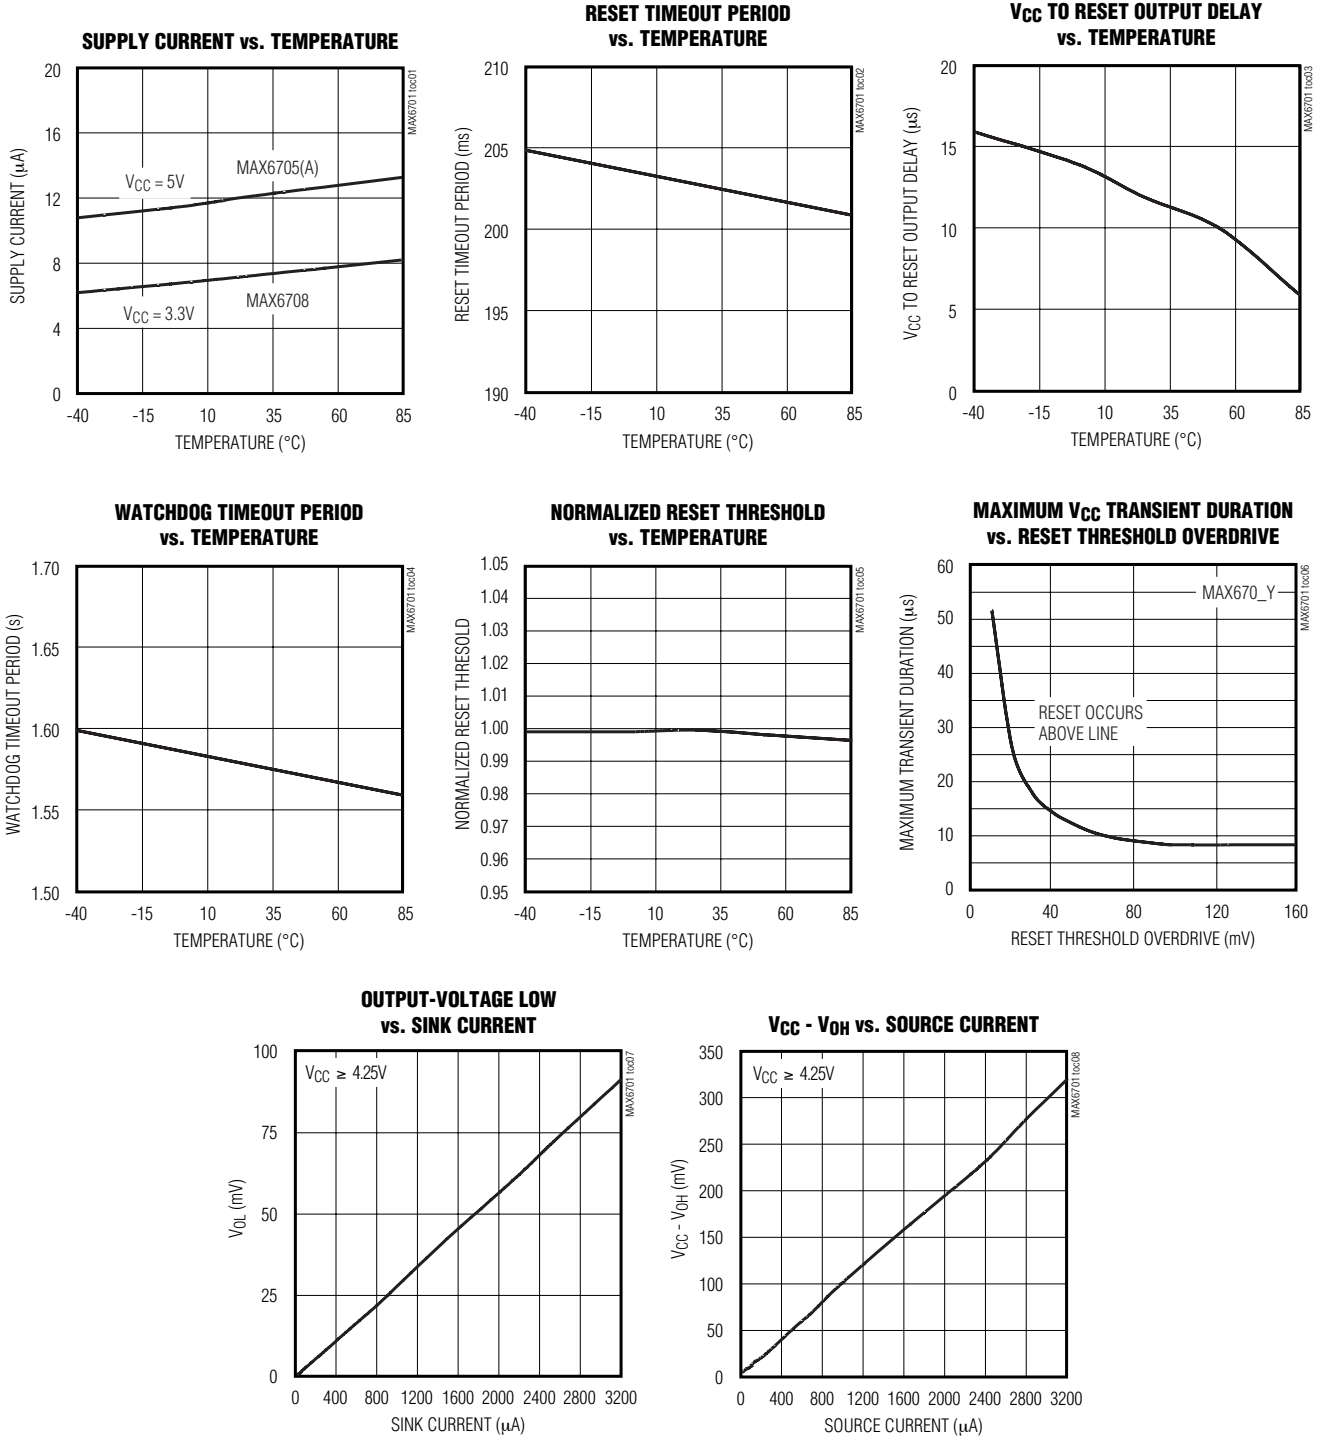 SUPPLY CURRENT vs. TEMPERATURE
MAX6701 toc01
SUPPLY CURRENT (μA)
20
16
12
8
4
0
VCC = 5V
MAX6705(A)
VCC = 3.3V
MAX6708
-40 -15 10 35 60 85
TEMPERATURE (°C)
RESET TIMEOUT PERIOD
vs. TEMPERATURE
MAX6701 toc02
RESET TIMEOUT PERIOD (ms)
210
205
200
195
190
-40 -15 10 35 60 85
TEMPERATURE (°C)
VCC TO RESET OUTPUT DELAY
vs. TEMPERATURE
MAX6701 toc03
VCC TO RESET OUTPUT DELAY (μs)
20
15
10
5
0
-40 -15 10 35 60 85
TEMPERATURE (°C)
WATCHDOG TIMEOUT PERIOD
vs. TEMPERATURE
MAX6701 toc04
WATCHDOG TIMEOUT PERIOD (s)
1.70
1.65
1.60
1.55
1.50
-40 -15 10 35 60 85
TEMPERATURE (°C)
NORMALIZED RESET THRESHOLD
vs. TEMPERATURE
MAX6701 toc05
NORMALIZED RESET THRESOLD
1.05
1.04
1.03
1.02
1.01
1.00
0.99
0.98
0.97
0.96
0.95
-40 -15 10 35 60 85
TEMPERATURE (°C)
MAXIMUM VCC TRANSIENT DURATION
vs. RESET THRESHOLD OVERDRIVE
MAX6701 toc06
MAXIMUM TRANSIENT DURATION (μs)
60
50
40
30
20
10
0
MAX670_Y
RESET OCCURS
ABOVE LINE
0 40 80 120 160
RESET THRESHOLD OVERDRIVE (mV)
OUTPUT-VOLTAGE LOW
vs. SINK CURRENT
MAX6701 toc07
VOL (mV)
100
75
50
25
0
VCC ≥ 4.25V
0 400 800 1200 1600 2000 2400 2800 3200
SINK CURRENT (μA)
VCC - VOH vs. SOURCE CURRENT
MAX6701 toc08
VCC - VOH (mV)
350
300
250
200
150
100
50
0
VCC ≥ 4.25V
0 400 800 1200 1600 2000 2400 2800 3200
SOURCE CURRENT (μA)